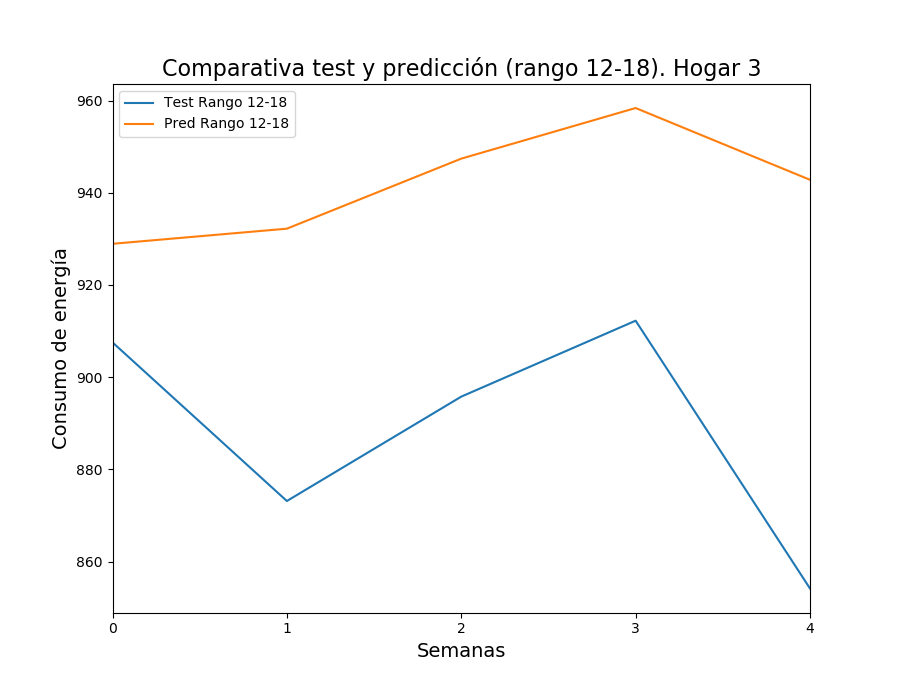 Comparativa test y predicción (rango 12-18). Hogar 3
Test Rango 12-18
Pred Rango 12-18
960
940
920
900
880
860
Consumo de energía
0 1 2 3 4
Semanas